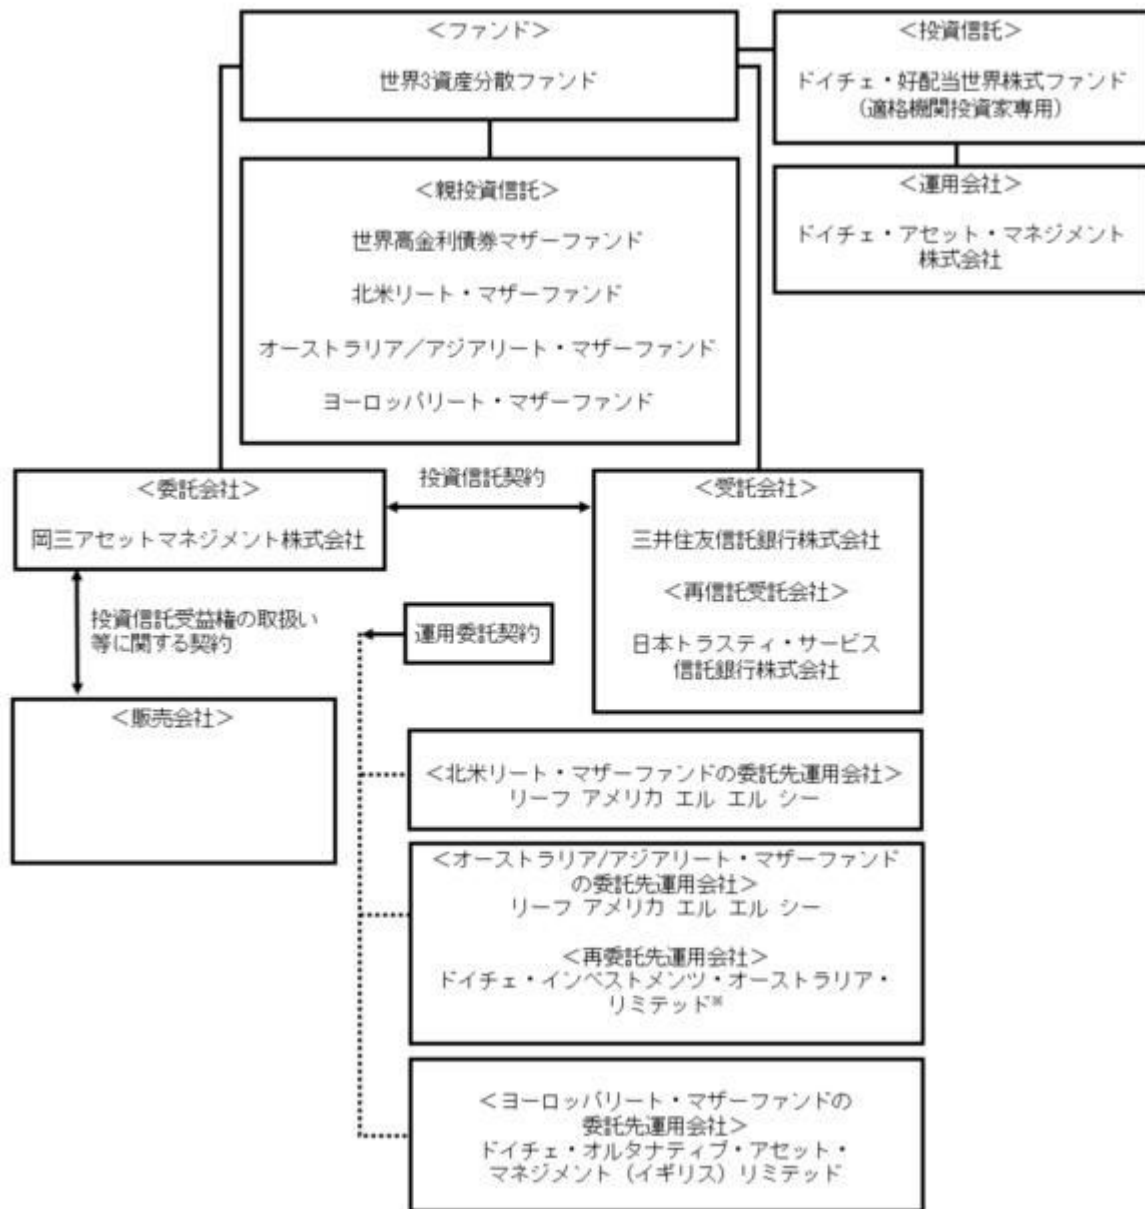 ＜ファンド＞
世界3資産分散ファンド
＜投資信託＞
ドイチェ・好配当世界株式ファンド
(適格機関投資家専用)
＜運用会社＞
ドイチェ・アセット・マネジメント
株式会社
＜親投資信託＞
世界高金利債券マザーファンド
北米リート・マザーファンド
オーストラリア／アジアリート・マザーファンド
ヨーロッパリート・マザーファンド
＜委託会社＞
岡三アセットマネジメント株式会社
投資信託契約
＜受託会社＞
三井住友信託銀行株式会社
＜再信託受託会社＞
日本トラスティ・サービス
信託銀行株式会社
投資信託受益権の取扱い
等に関する契約
運用委託契約
＜販売会社＞
＜北米リート・マザーファンドの委託先運用会社＞
リーフ アメリカ エル エル シー
＜オーストラリア/アジアリート・マザーファンド
の委託先運用会社＞
リーフ アメリカ エル エル シー
＜再委託先運用会社＞
ドイチェ・インベストメンツ・オーストラリア・
リミテッド※
＜ヨーロッパリート・マザーファンドの
委託先運用会社＞
ドイチェ・オルタナティブ・アセット・
マネジメント（イギリス）リミテッド